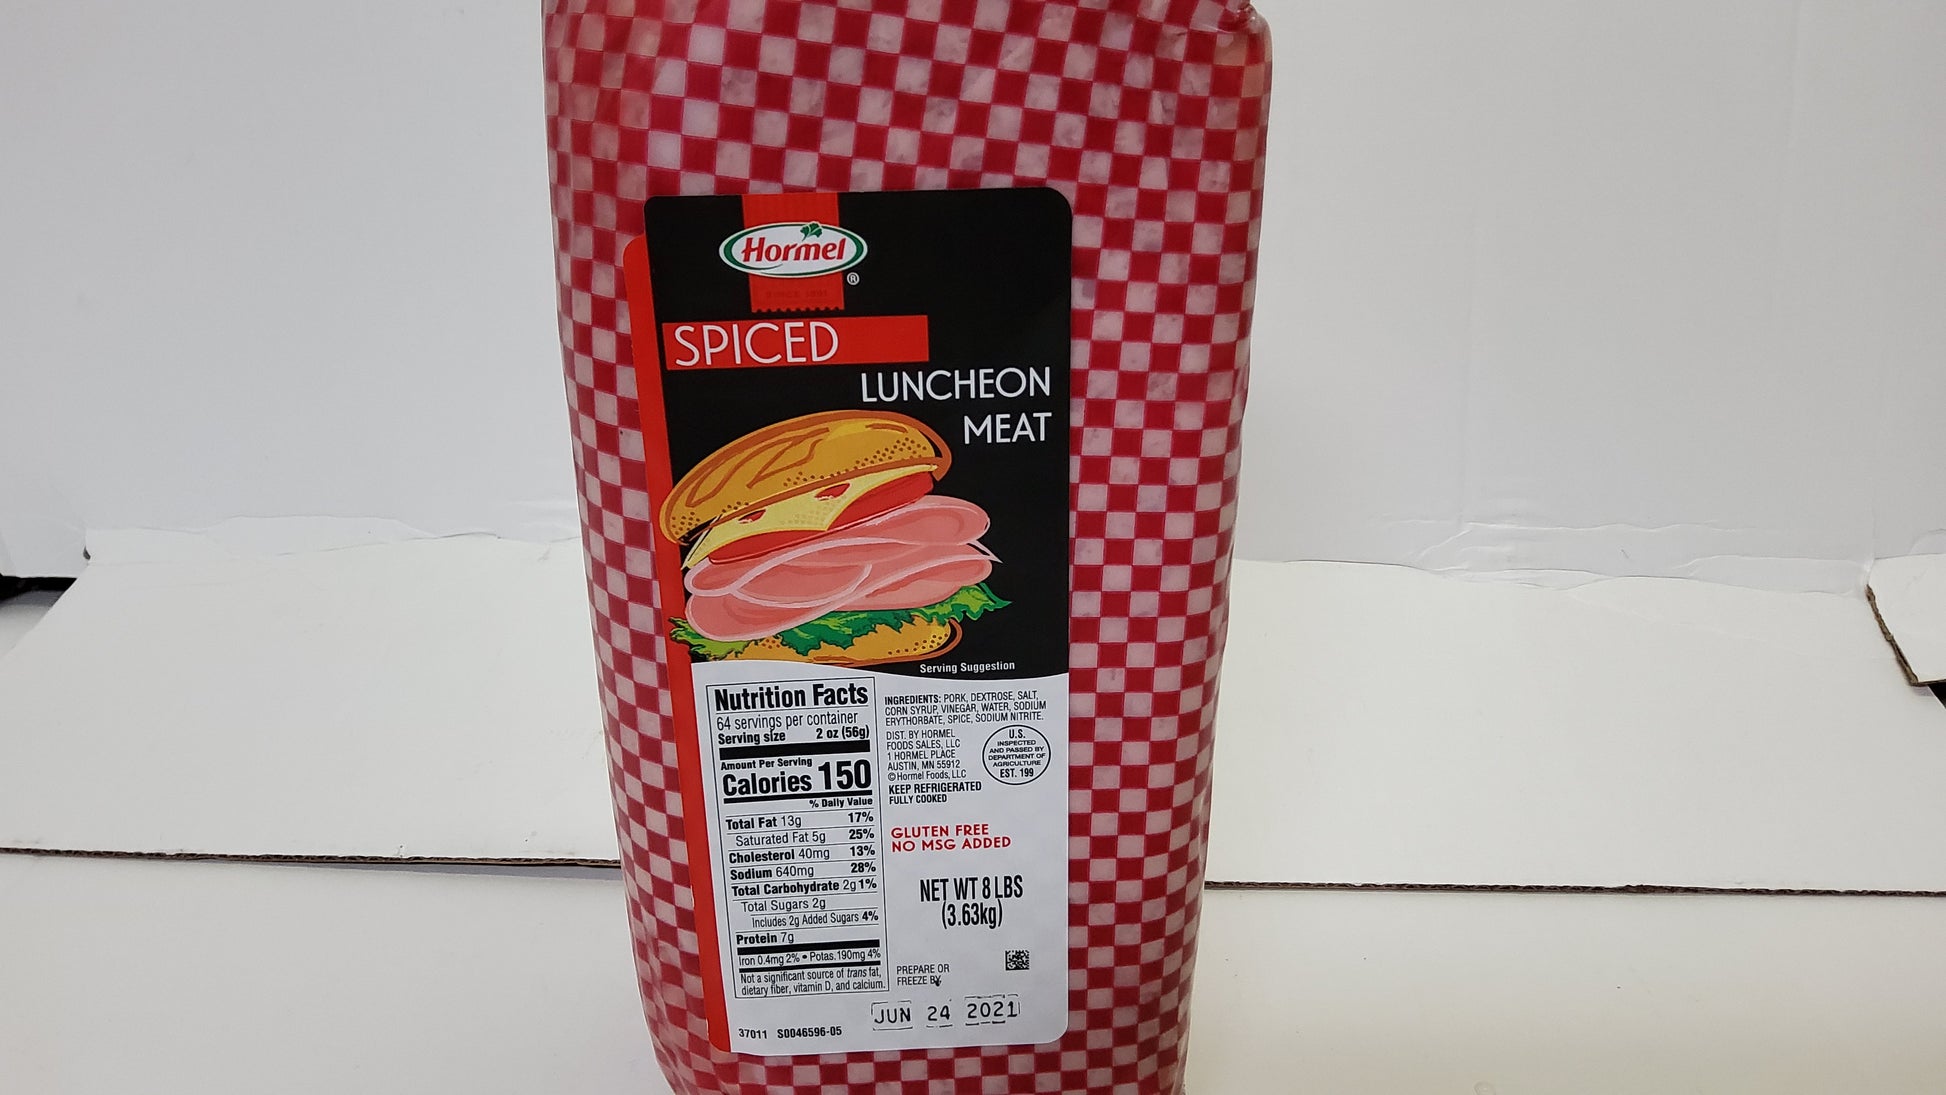 Hormel
®
SINCE 1891
SPICED
LUNCHEON
MEAT
Serving Suggestion
Nutrition Facts
64 servings per container
Serving size 2 oz (56g)
Amount Per Serving
Calories 150
% Daily Value
Total Fat 13g 17%
Saturated Fat 5g 25%
Cholesterol 40mg 13%
Sodium 640mg 28%
Total Carbohydrate 2g 1%
Total Sugars 2g
Includes 2g Added Sugars 4%
Protein 7g
Iron 0.4mg 2% • Potas. 190mg 4%
Not a significant source of trans fat,
dietary fiber, vitamin D, and calcium.
INGREDIENTS: PORK, DEXTROSE, SALT,
CORN SYRUP, VINEGAR, WATER, SODIUM
ERYTHORBATE, SPICE, SODIUM NITRITE.
DIST. BY HORMEL
FOODS SALES, LLC
1 HORMEL PLACE
AUSTIN, MN 55912
© Hormel Foods, LLC
U.S.
INSPECTED
AND PASSED BY
DEPARTMENT OF
AGRICULTURE
EST. 199
KEEP REFRIGERATED
FULLY COOKED
GLUTEN FREE
NO MSG ADDED
NET WT 8 LBS
(3.63kg)
PREPARE OR
FREEZE BY
JUN 24 2021
37011 S0046596-05